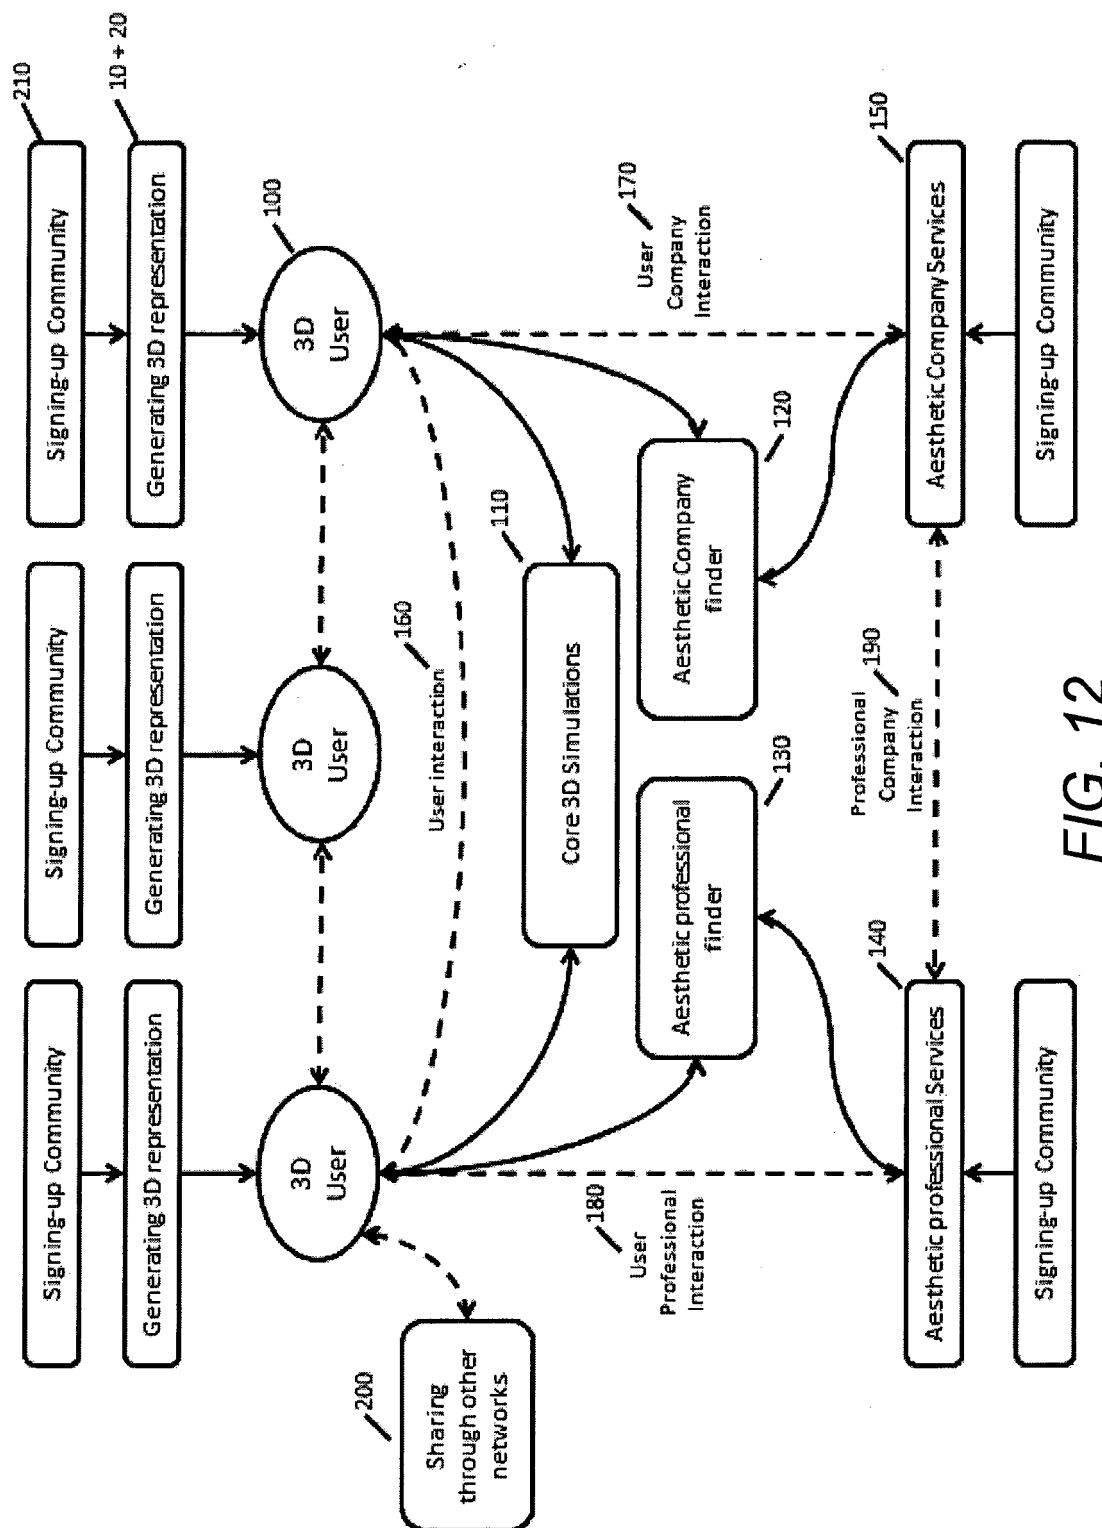 Signing-up Community
Signing-up Community
Signing-up Community
210
Generating 3D representation
Generating 3D representation
Generating 3D representation
10 + 20
3D
User
3D
User
3D
User
100
160
User interaction
200
Sharing
through other
networks
180
User
Professional
Interaction
110
Core 3D Simulations
170
User
Company
Interaction
Aesthetic professional
finder
130
Aesthetic Company
finder
120
140
Aesthetic professional Services
Professional
Company
Interaction
190
150
Aesthetic Company Services
Signing-up Community
Signing-up Community
FIG. 12